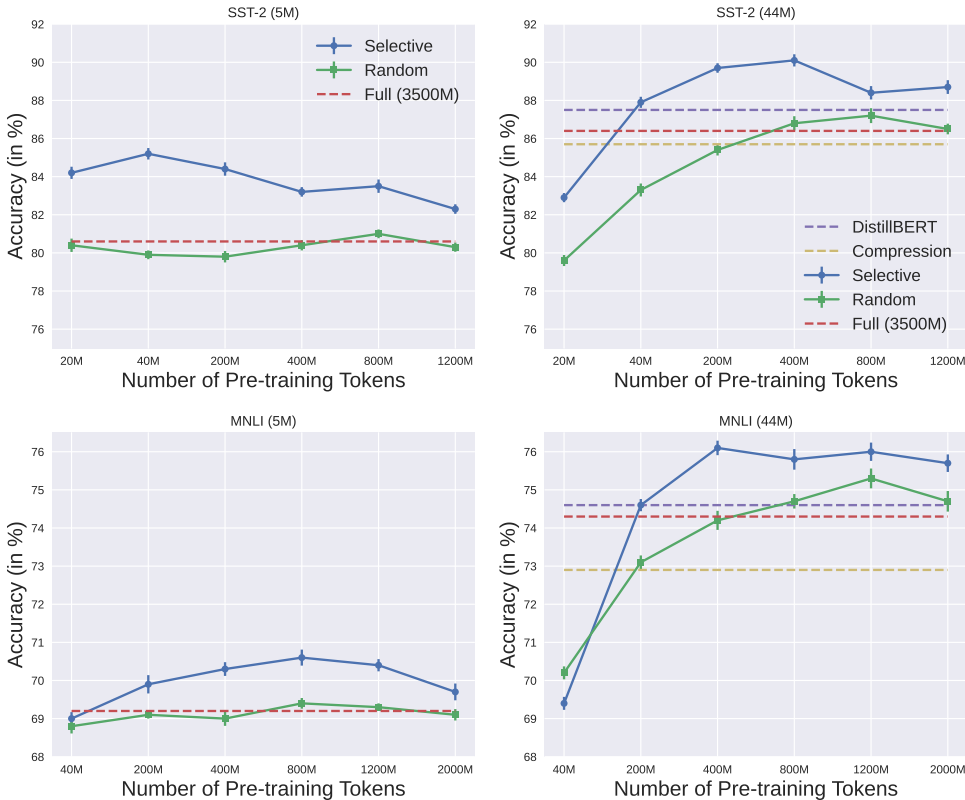 SST-2 (5M)
92
90
88
86
84
82
80
78
76
Accuracy (in %)
Selective
Random
Full (3500M)
20M 40M 200M 400M 800M 1200M
Number of Pre-training Tokens
SST-2 (44M)
92
90
88
86
84
82
80
78
76
Accuracy (in %)
DistillBERT
Compression
Selective
Random
Full (3500M)
20M 40M 200M 400M 800M 1200M
Number of Pre-training Tokens
MNLI (5M)
76
75
74
73
72
71
70
69
68
Accuracy (in %)
40M 200M 400M 800M 1200M 2000M
Number of Pre-training Tokens
MNLI (44M)
76
75
74
73
72
71
70
69
68
Accuracy (in %)
40M 200M 400M 800M 1200M 2000M
Number of Pre-training Tokens